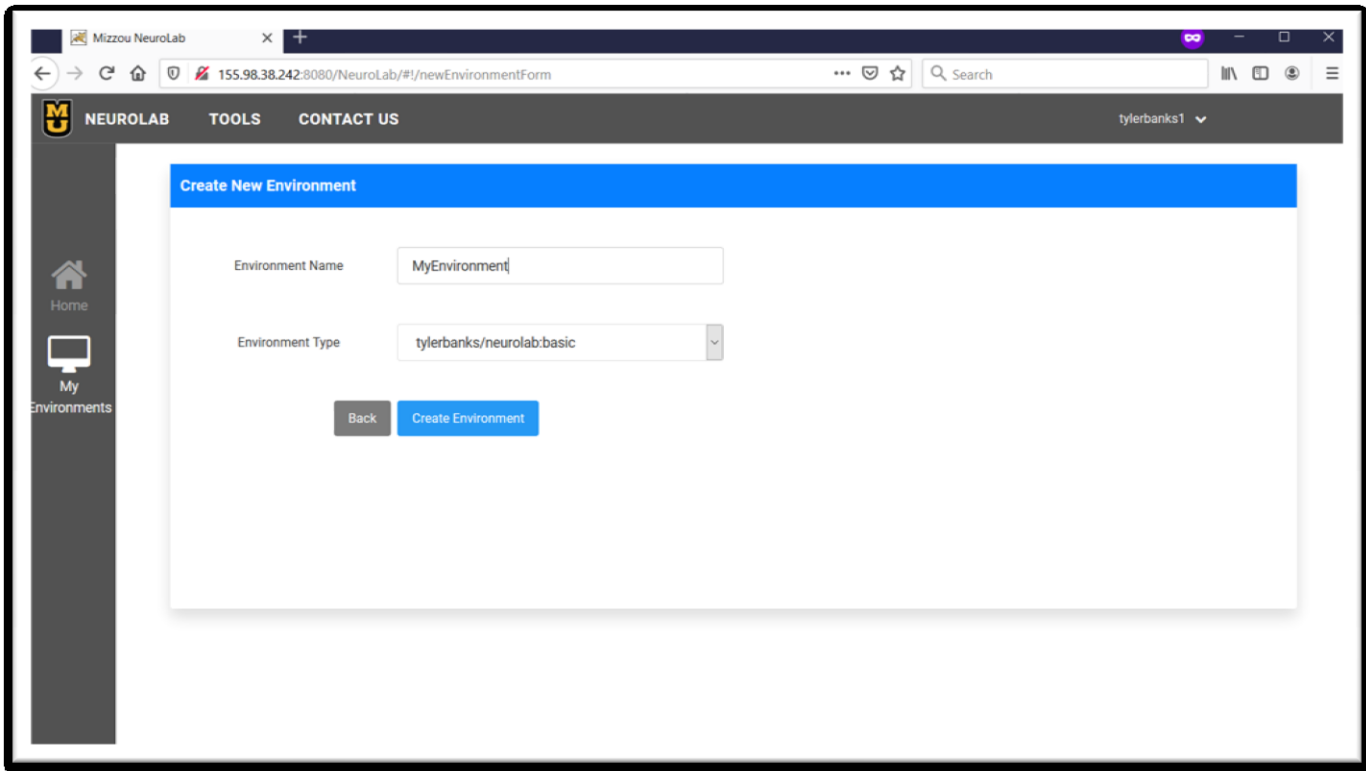 Mizzou NeuroLab
155.98.38.242:8080/NeuroLab/#!/newEnvironmentForm
Search
MU
NEUROLAB TOOLS CONTACT US
tylerbanks1
Create New Environment
Environment Name MyEnvironment
Home
Environment Type tylerbanks/neurolab:basic
My
Environments
Back Create Environment